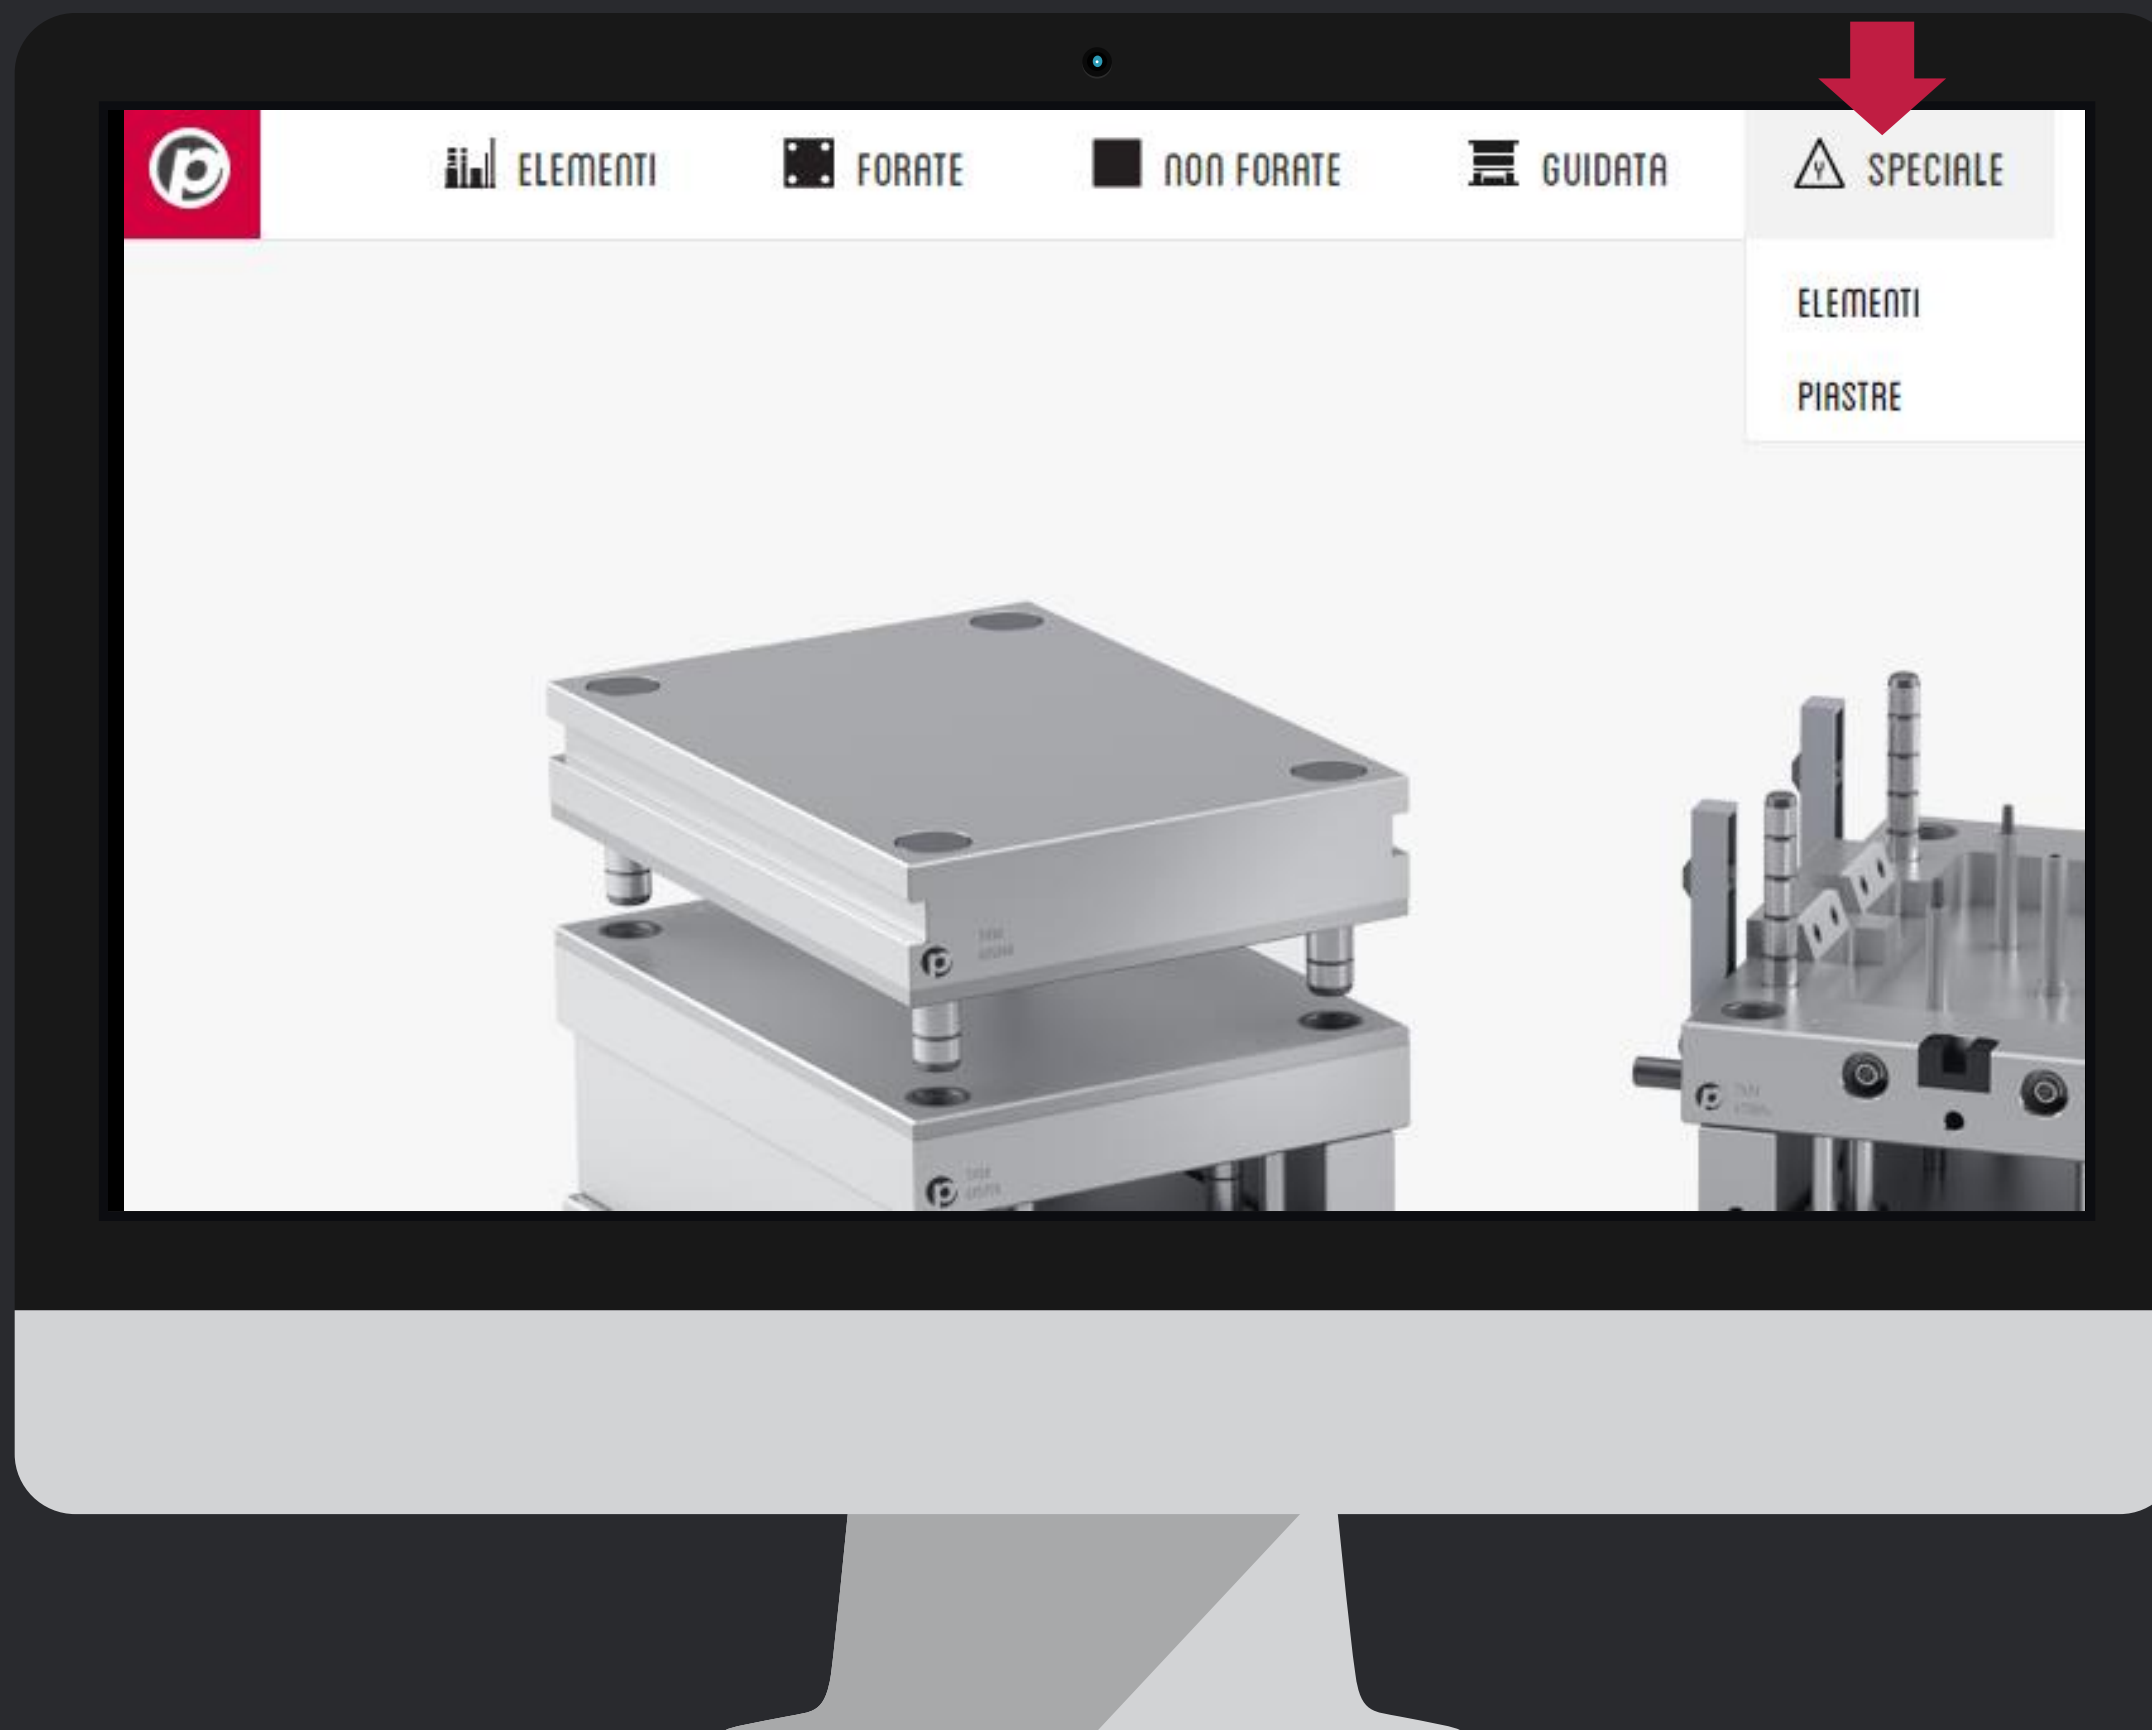 ELEMENTI
FORATE
NON FORATE
GUIDATA
SPECIALE
ELEMENTI
PIASTRE